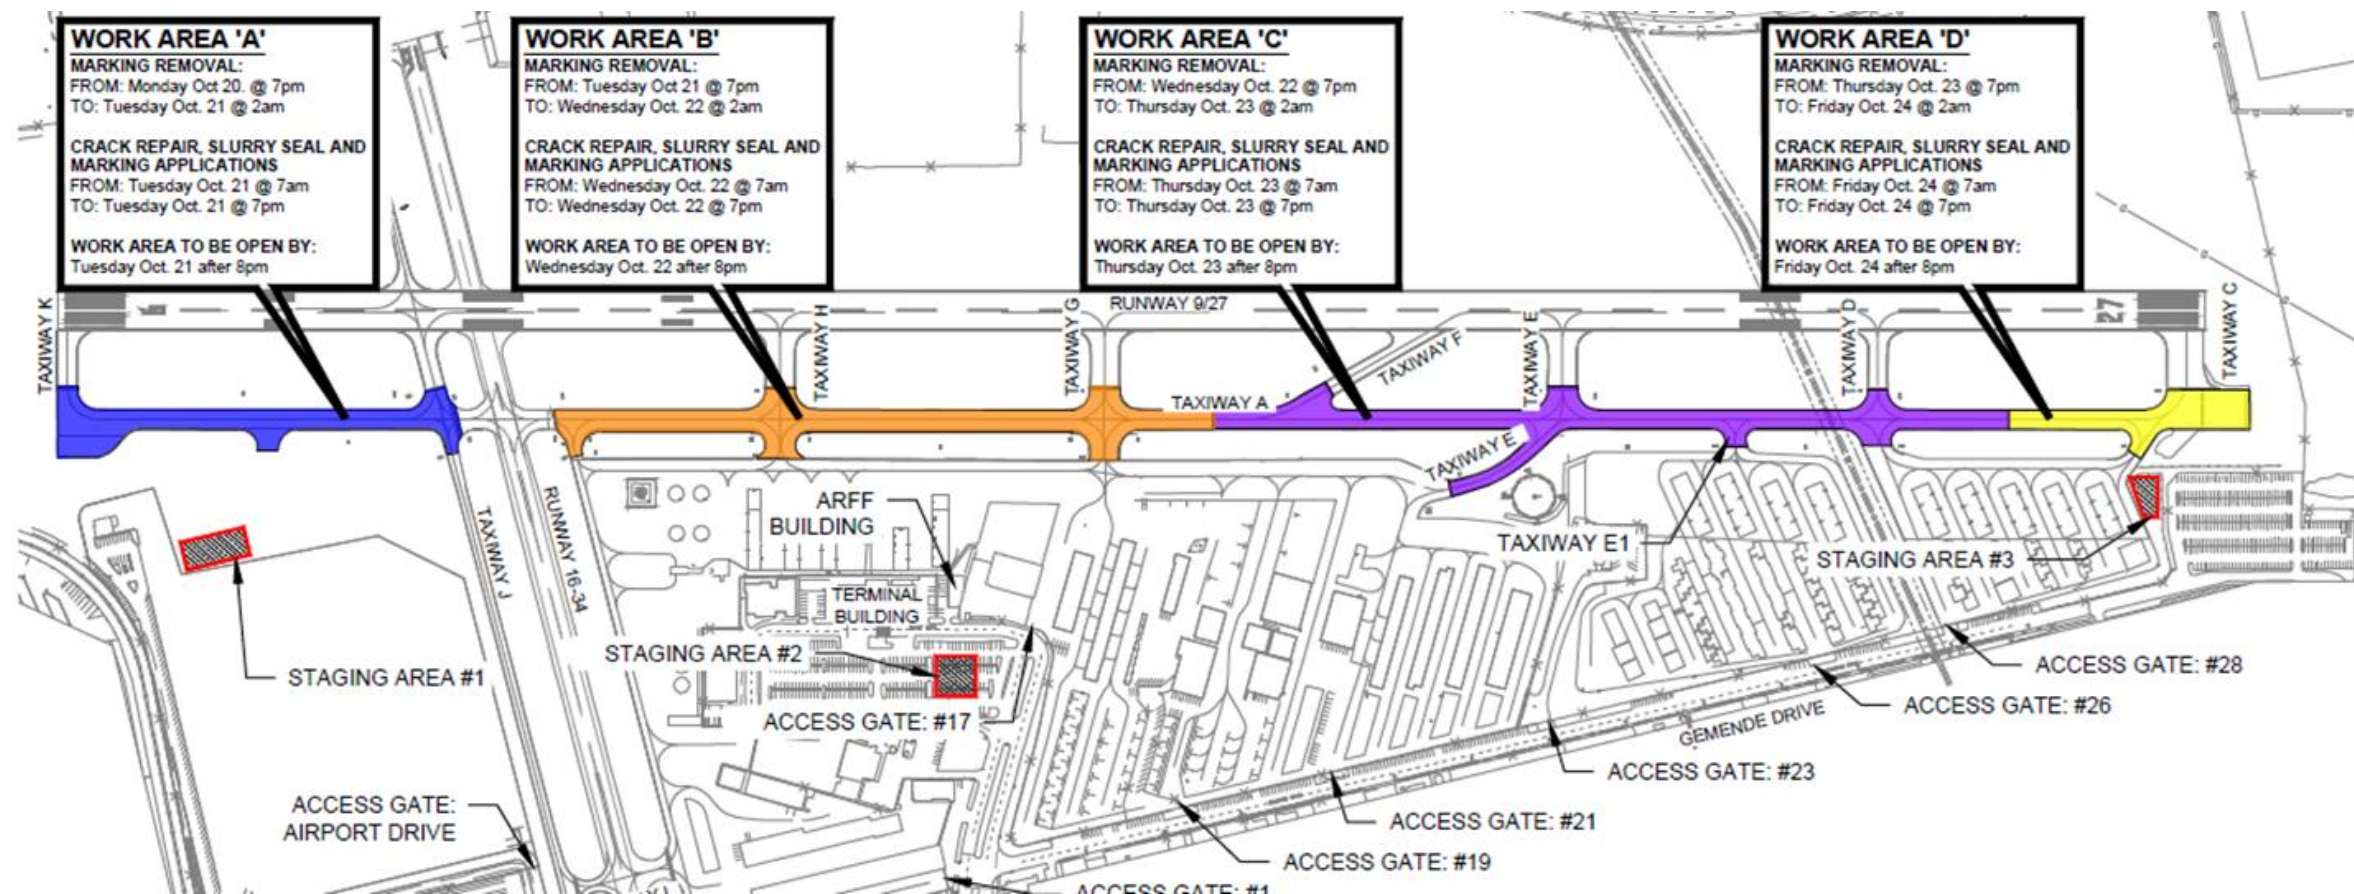 WORK AREA 'A'
MARKING REMOVAL:
FROM: Monday Oct 20. @ 7pm
TO: Tuesday Oct. 21 @ 2am
CRACK REPAIR, SLURRY SEAL AND
MARKING APPLICATIONS
FROM: Tuesday Oct. 21 @ 7am
TO: Tuesday Oct. 21 @ 7pm
WORK AREA TO BE OPEN BY:
Tuesday Oct. 21 after 8pm
WORK AREA 'B'
MARKING REMOVAL:
FROM: Tuesday Oct 21 @ 7pm
TO: Wednesday Oct. 22 @ 2am
CRACK REPAIR, SLURRY SEAL AND
MARKING APPLICATIONS
FROM: Wednesday Oct. 22 @ 7am
TO: Wednesday Oct. 22 @ 7pm
WORK AREA TO BE OPEN BY:
Wednesday Oct. 22 after 8pm
WORK AREA 'C'
MARKING REMOVAL:
FROM: Wednesday Oct. 22 @ 7pm
TO: Thursday Oct. 23 @ 2am
CRACK REPAIR, SLURRY SEAL AND
MARKING APPLICATIONS
FROM: Thursday Oct. 23 @ 7am
TO: Thursday Oct. 23 @ 7pm
WORK AREA TO BE OPEN BY:
Thursday Oct. 23 after 8pm
WORK AREA 'D'
MARKING REMOVAL:
FROM: Thursday Oct. 23 @ 7pm
TO: Friday Oct. 24 @ 2am
CRACK REPAIR, SLURRY SEAL AND
MARKING APPLICATIONS
FROM: Friday Oct. 24 @ 7am
TO: Friday Oct. 24 @ 7pm
WORK AREA TO BE OPEN BY:
Friday Oct. 24 after 8pm
TAXIWAY K
TAXIWAY H
TAXIWAY G
RUNWAY 9/27
TAXIWAY F
TAXIWAY E
TAXIWAY D
27
TAXIWAY C
TAXIWAY A
TAXIWAY E
TAXIWAY J
RUNWAY 16-34
ARFF
BUILDING
TERMINAL
BUILDING
TAXIWAY E1
STAGING AREA #3
STAGING AREA #1
STAGING AREA #2
ACCESS GATE: #17
ACCESS GATE: #28
ACCESS GATE: #26
GEMENDE DRIVE
ACCESS GATE: #23
ACCESS GATE:
AIRPORT DRIVE
ACCESS GATE: #21
ACCESS GATE: #19
ACCESS GATE: #1